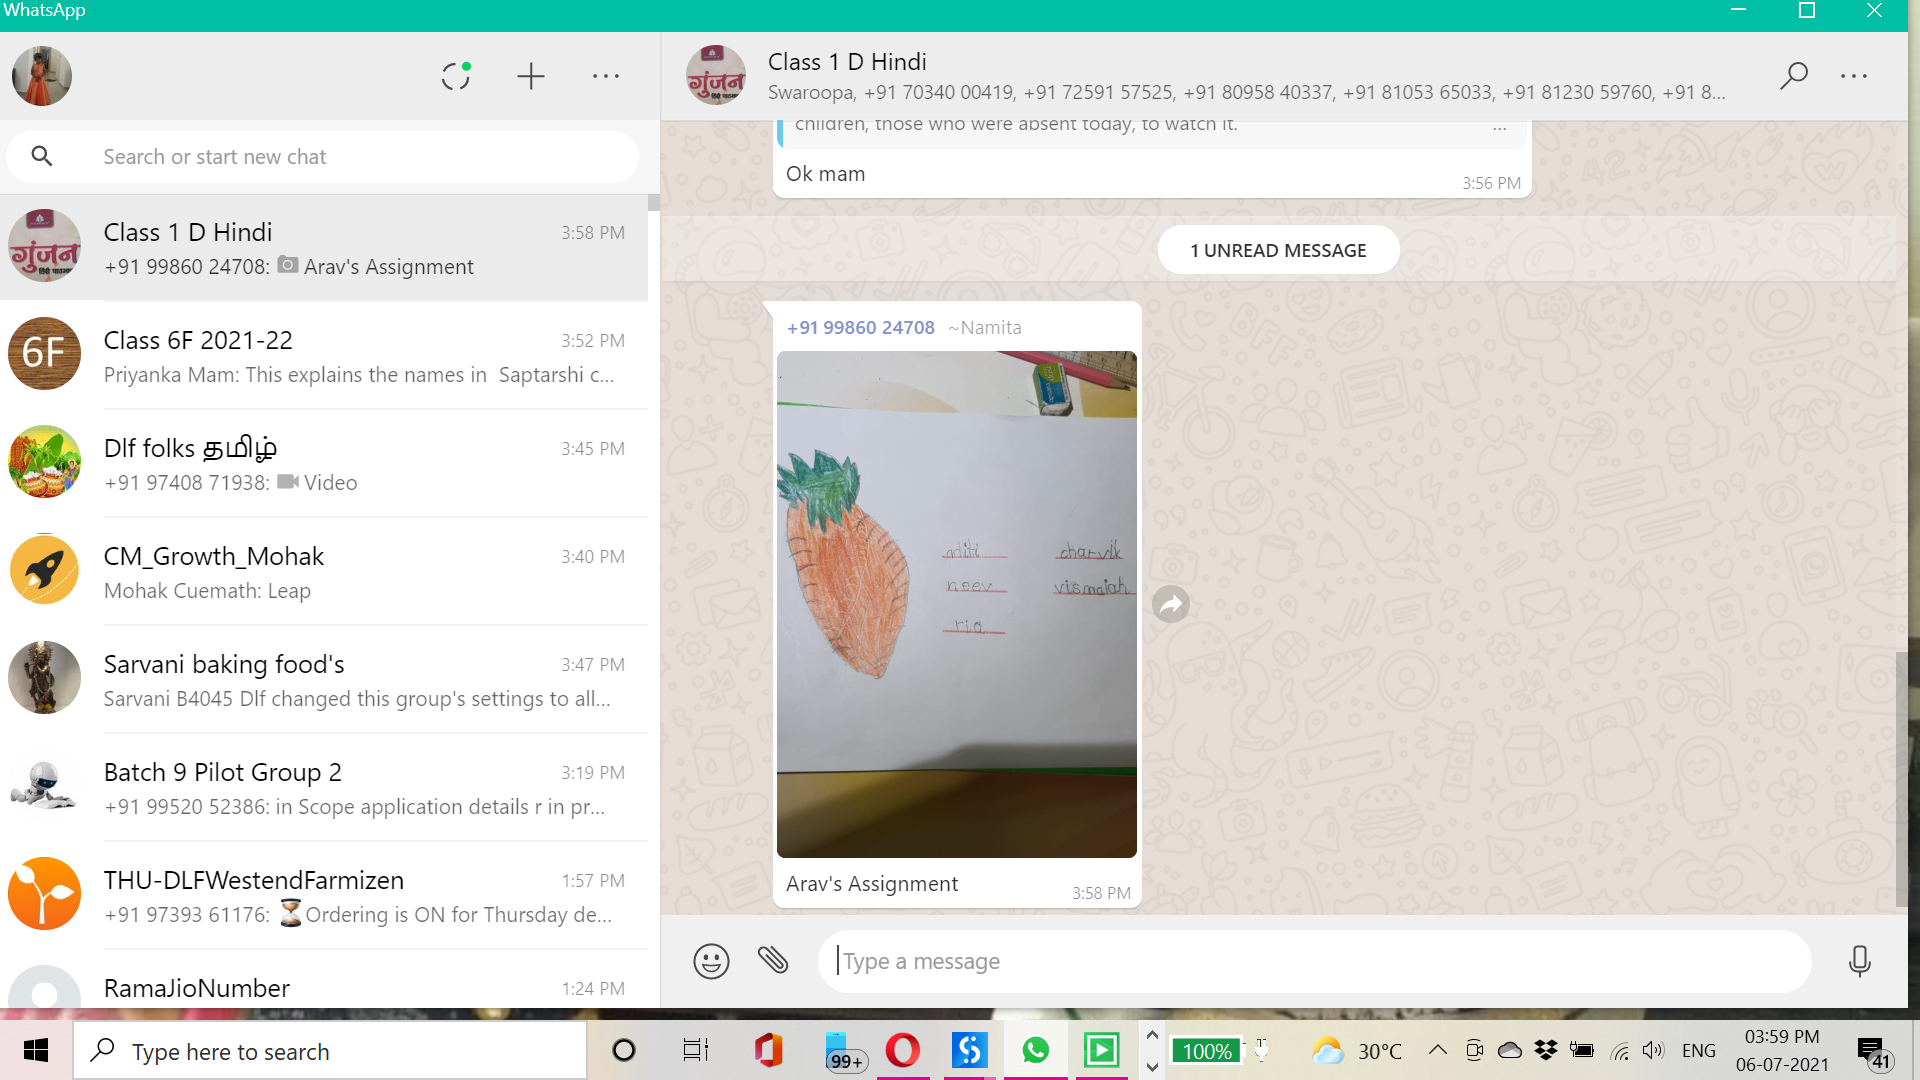 WhatsApp
Search or start new chat
Class 1 D Hindi
3:58 PM
+91 99860 24708: Arav's Assignment
Class 6F 2021-22
3:52 PM
Priyanka Mam: This explains the names in Saptarshi c...
6F
Dlf folks தமிழ்
3:45 PM
+91 97408 71938: Video
CM_Growth_Mohak
3:40 PM
Mohak Cuemath: Leap
Sarvani baking food's
3:47 PM
Sarvani B4045 Dlf changed this group's settings to all...
Batch 9 Pilot Group 2
3:19 PM
+91 99520 52386: in Scope application details r in pr...
THU-DLFWestendFarmizen
1:57 PM
+91 97393 61176: ⏳Ordering is ON for Thursday de...
RamaJioNumber
1:24 PM
गुंजन
Class 1 D Hindi
Swaroopa, +91 70340 00419, +91 72591 57525, +91 80958 40337, +91 81053 65033, +91 81230 59760, +91 8...
गुंजन
children, those who were absent today, to watch it.
...
Ok mam
3:56 PM
1 UNREAD MESSAGE
+91 99860 24708 ~Namita
aditi charvik
neev vismaiah
ria
Arav's Assignment
3:58 PM
Type a message
Type here to search
99+
100%
30°C
ENG
03:59 PM
06-07-2021
41